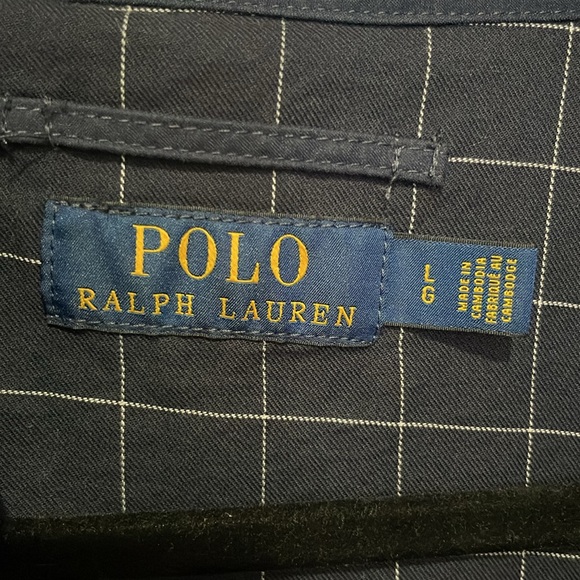 POLO
RALPH LAUREN
L
G
MADE IN
CAMBODIA
FABRIQUÉ AU
CAMBODGE